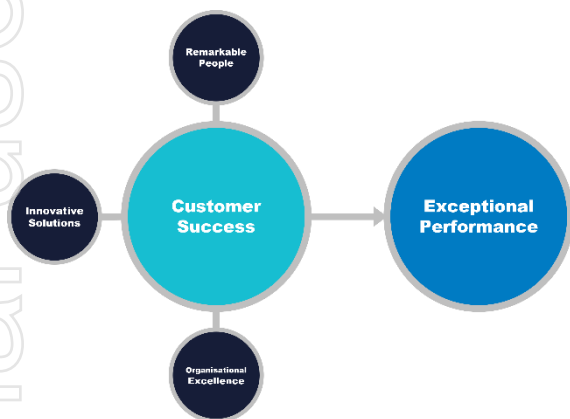 Remarkable
People
Innovative
Solutions
Customer
Success
Exceptional
Performance
Organisational
Excellence